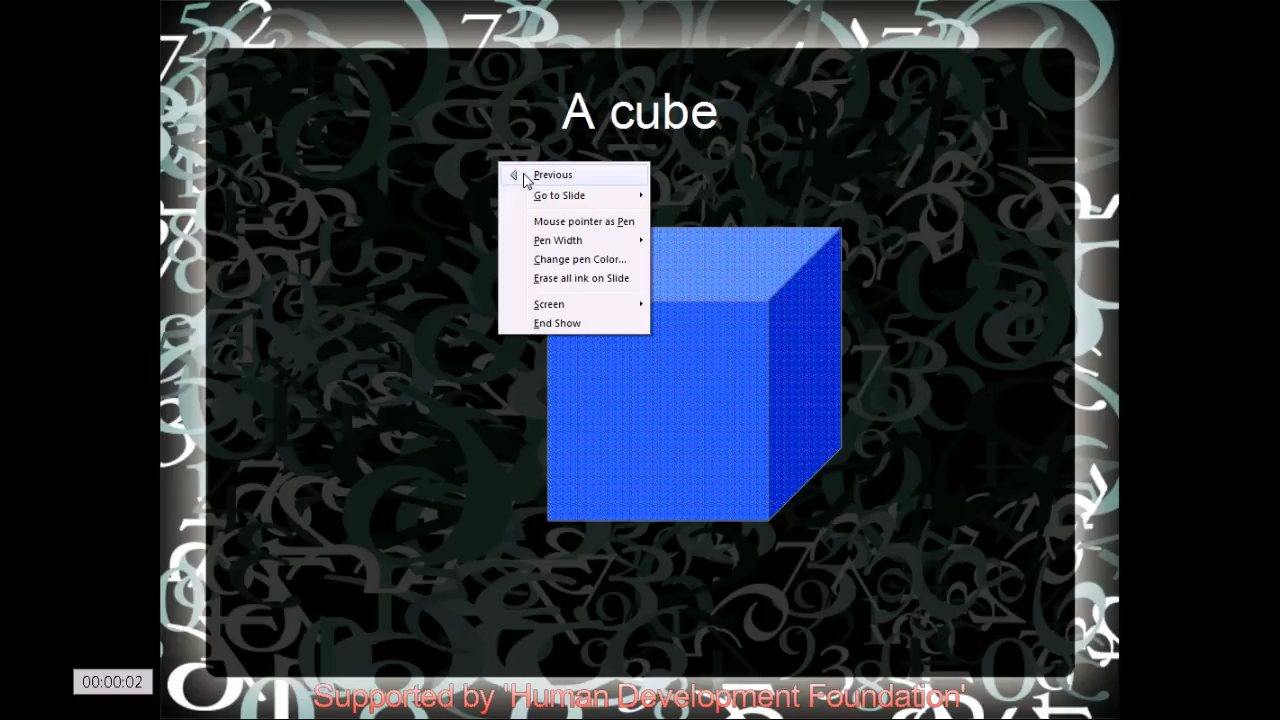 A cube
Previous
Go to Slide
Mouse pointer as Pen
Pen Width
Change pen Color...
Erase all ink on Slide
Screen
End Show
00:00:02
Supported by 'Human Development Foundation'